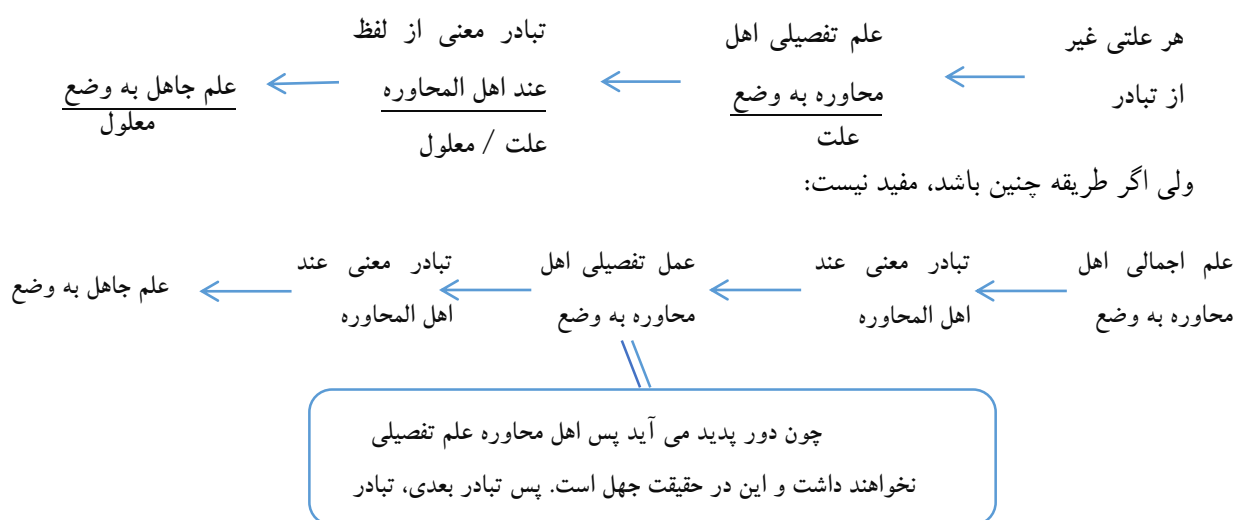 هر علتی غیر
از تبادر
علم تفصیلی اهل
محاوره به وضع
علت
تبادر معنی از لفظ
عند اهل المحاوره
علت / معلول
علم جاهل به وضع
معلول
ولی اگر طریقه چنین باشد، مفید نیست:
علم اجمالی اهل
محاوره به وضع
تبادر معنی عند
اهل المحاوره
عمل تفصیلی اهل
محاوره به وضع
تبادر معنی عند
اهل المحاوره
علم جاهل به وضع
چون دور پدید می آید پس اهل محاوره علم تفصیلی
نخواهند داشت و این در حقیقت جهل است. پس تبادر بعدی، تبادر